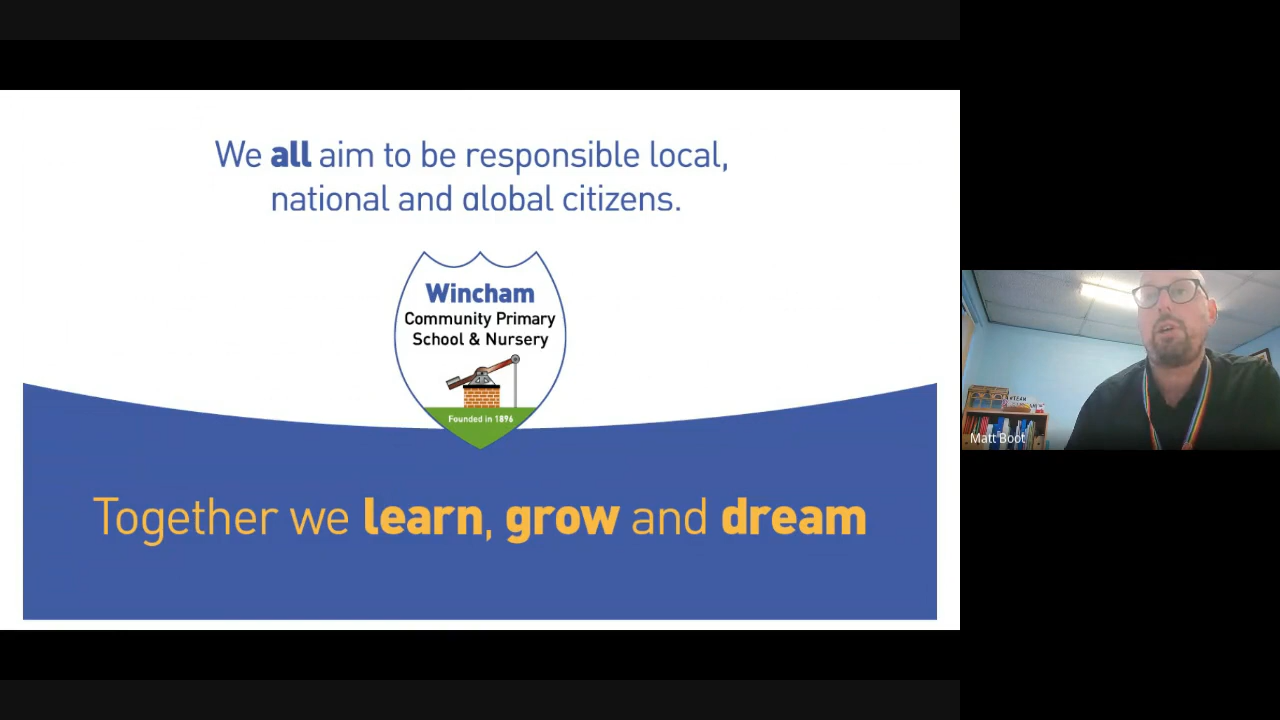 We all aim to be responsible local,
national and global citizens.
Wincham
Community Primary
School & Nursery
Founded in 1896
Together we learn, grow and dream
Matt Boot